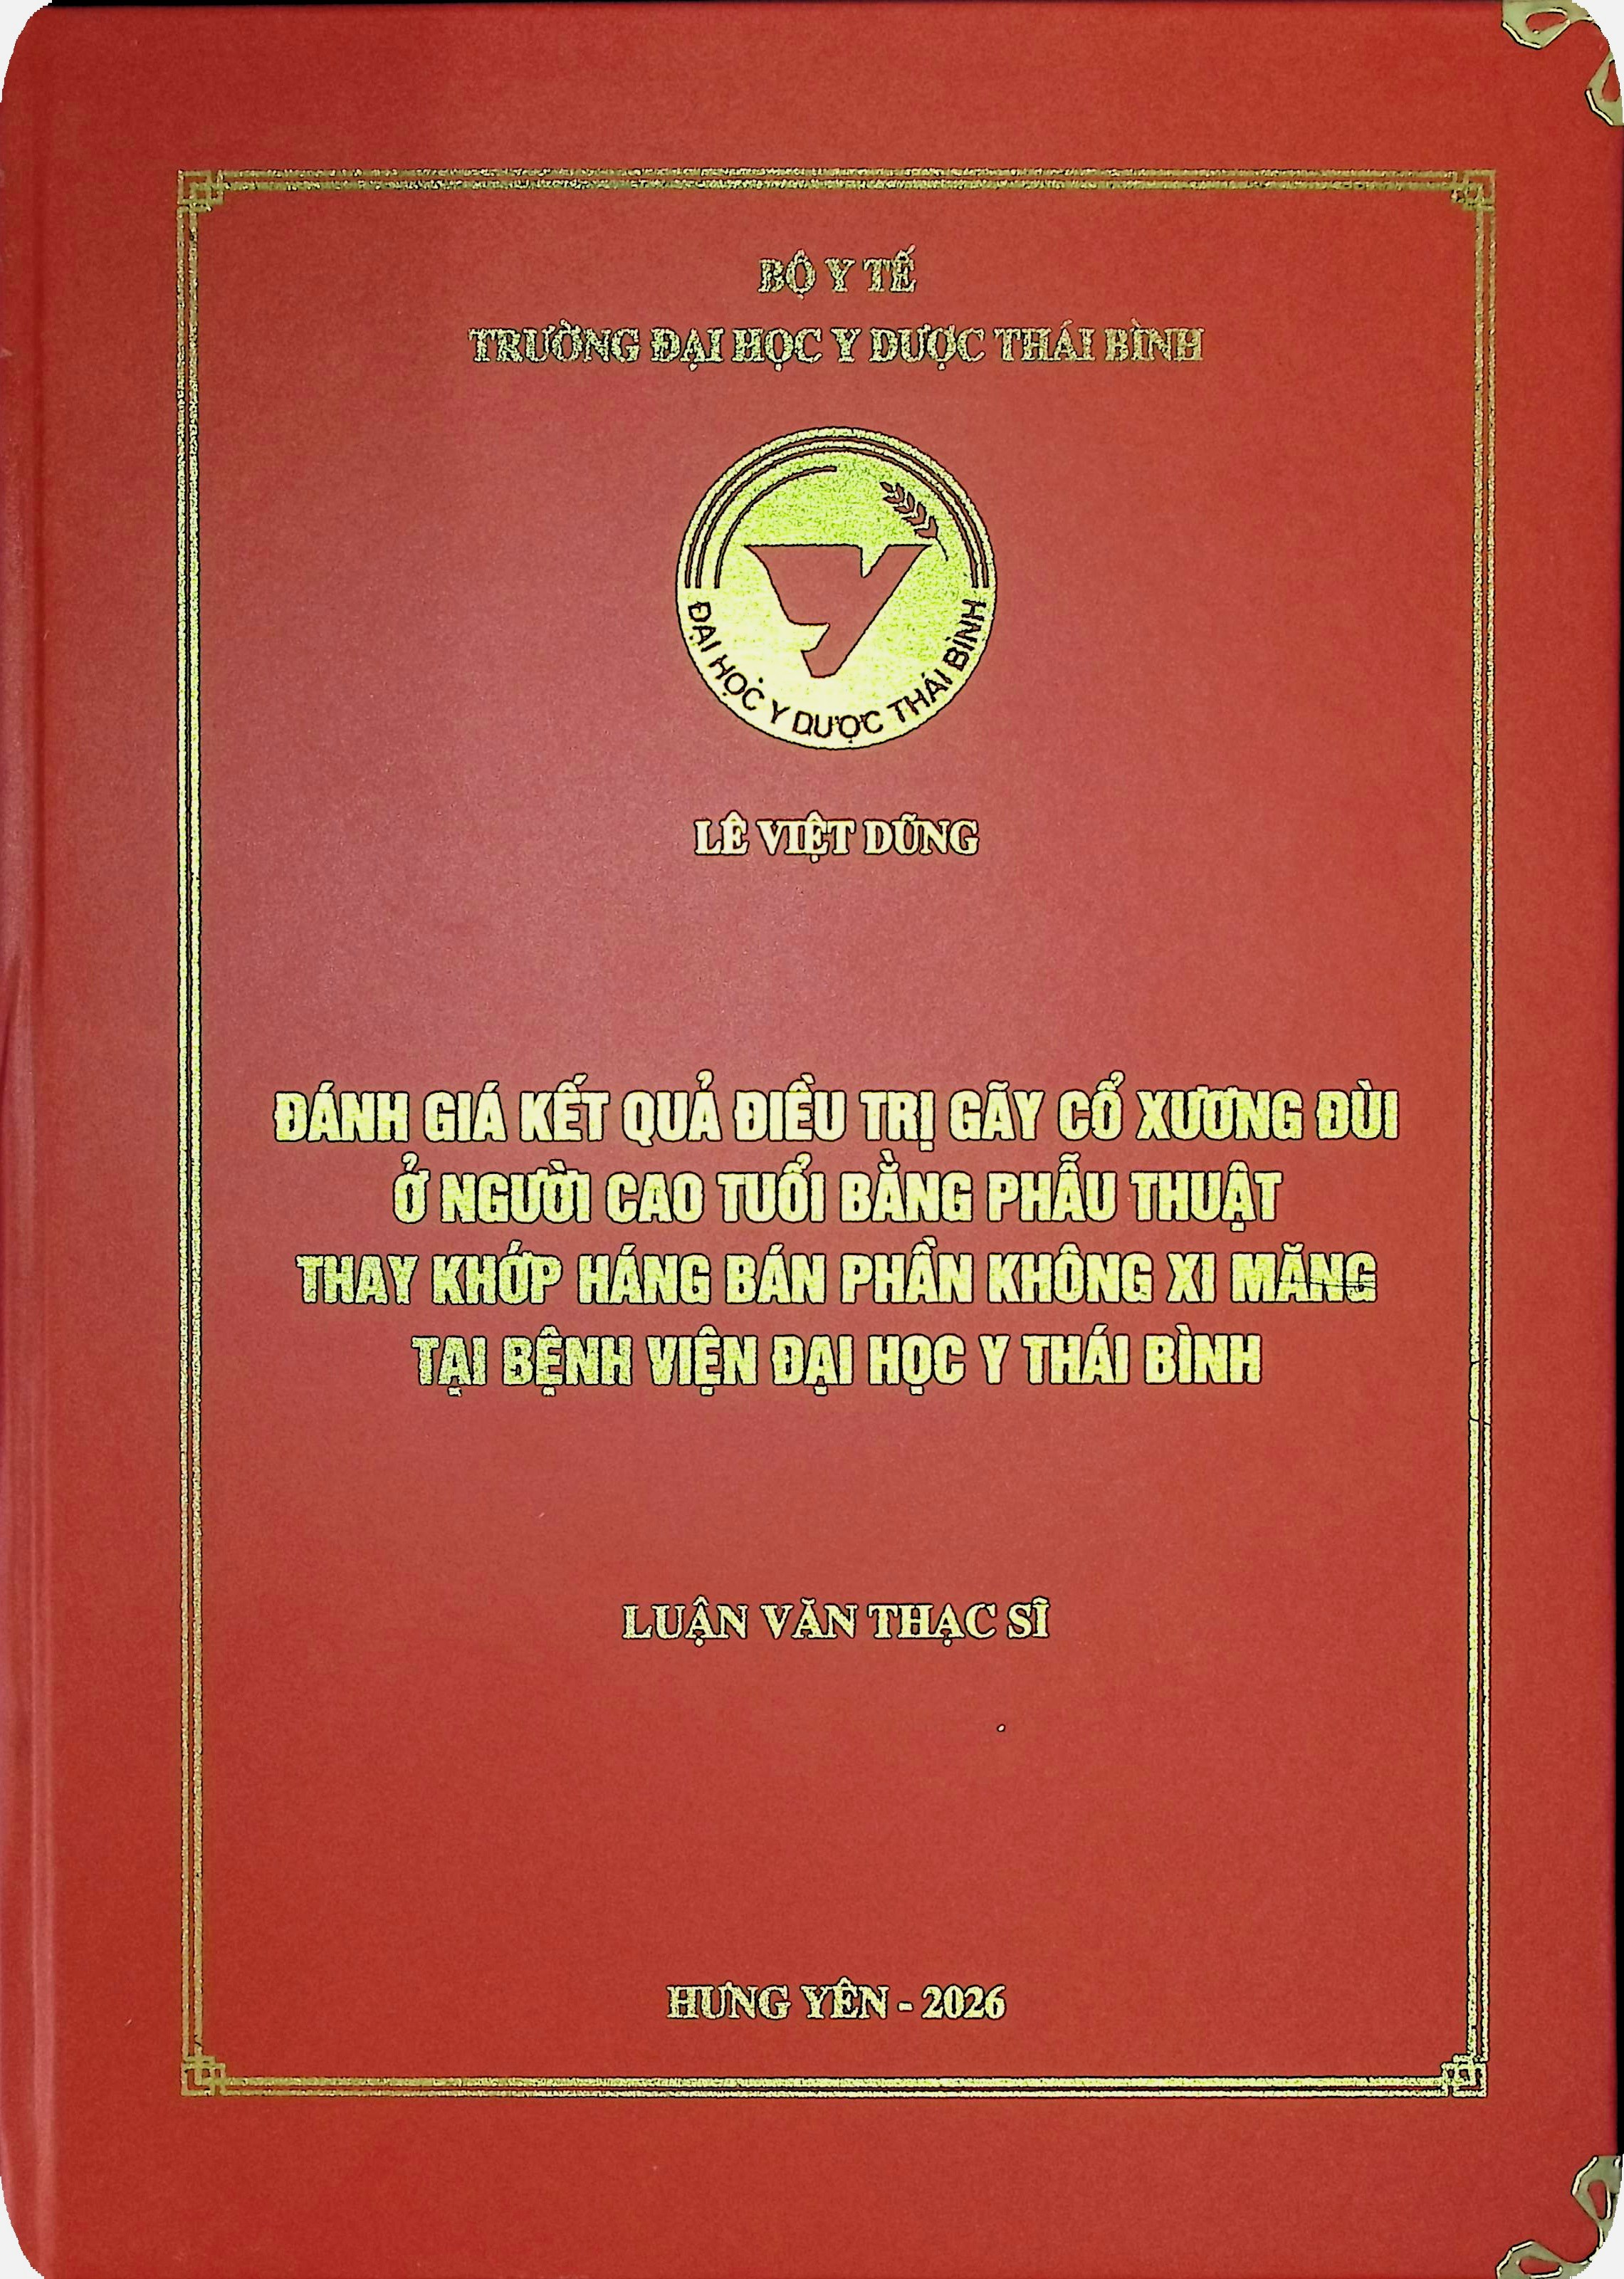 BỘ Y TẾ
TRƯỜNG ĐẠI HỌC Y DƯỢC THÁI BÌNH
ĐẠI HỌC Y DƯỢC THÁI BÌNH
LÊ VIỆT DŨNG
ĐÁNH GIÁ KẾT QUẢ ĐIỀU TRỊ GÃY CỔ XƯƠNG ĐÙI
Ở NGƯỜI CAO TUỔI BẰNG PHẪU THUẬT
THAY KHỚP HÁNG BÁN PHẦN KHÔNG XI MĂNG
TẠI BỆNH VIỆN ĐẠI HỌC Y THÁI BÌNH
LUẬN VĂN THẠC SĨ
HƯNG YÊN - 2026